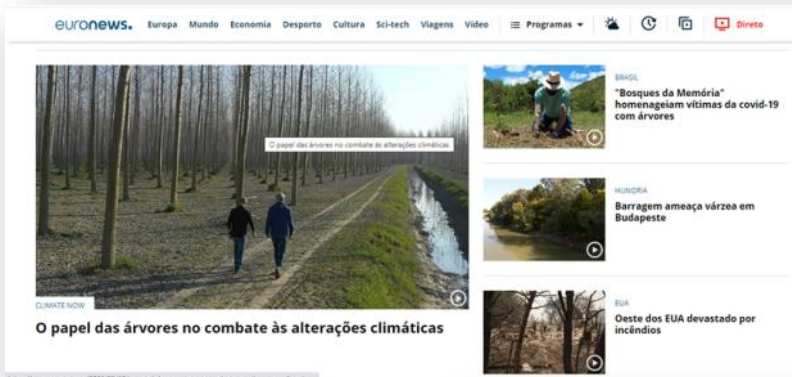 euronews. Europa Mundo Economia Desporto Cultura Sci-tech Viagens Vídeo Programas Direto
O papel das árvores no combate às alterações climáticas
CLIMATE NOW
O papel das árvores no combate às alterações climáticas
BRASIL
"Bosques da Memória"
homenageiam vítimas da covid-19
com árvores
HUNGRIA
Barragem ameaça várzea em
Budapeste
EUA
Oeste dos EUA devastado por
incêndios